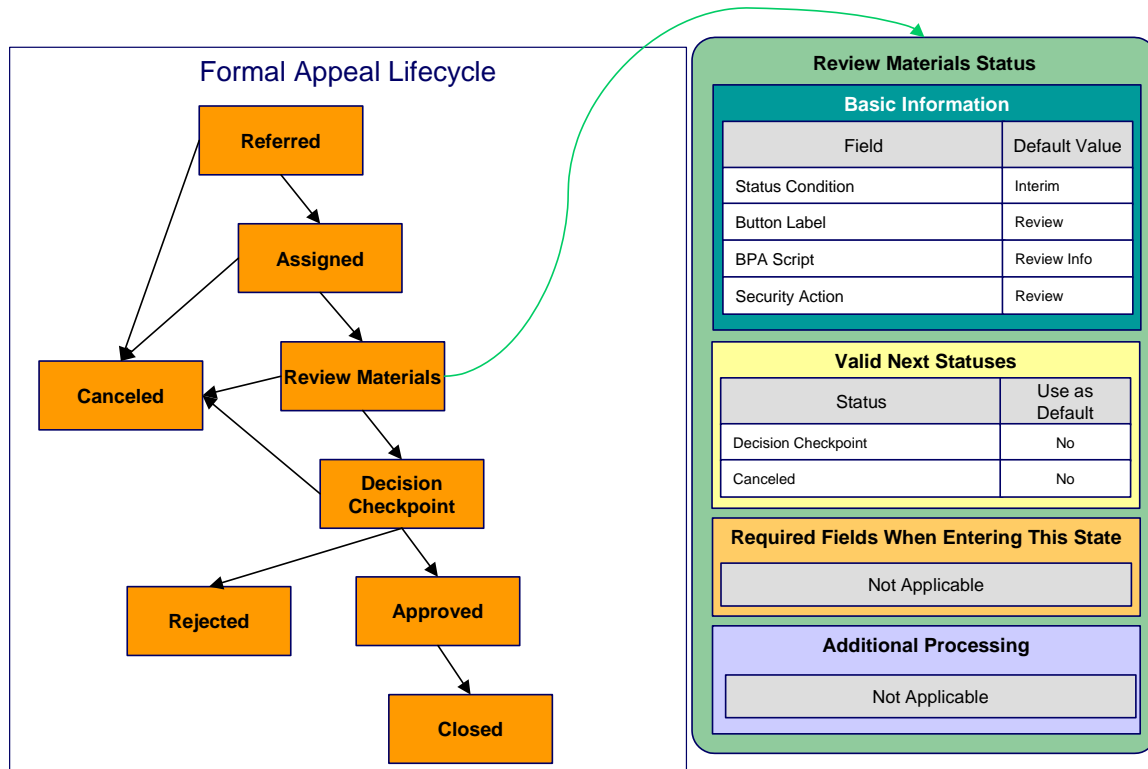 Formal Appeal Lifecycle
Referred
Assigned
Review Materials
Canceled
Decision
Checkpoint
Rejected
Approved
Closed
Review Materials Status
Basic Information
Field Default Value
Status Condition Interim
Button Label Review
BPA Script Review Info
Security Action Review
Valid Next Statuses
Status Use as
Default
Decision Checkpoint No
Canceled No
Required Fields When Entering This State
Not Applicable
Additional Processing
Not Applicable